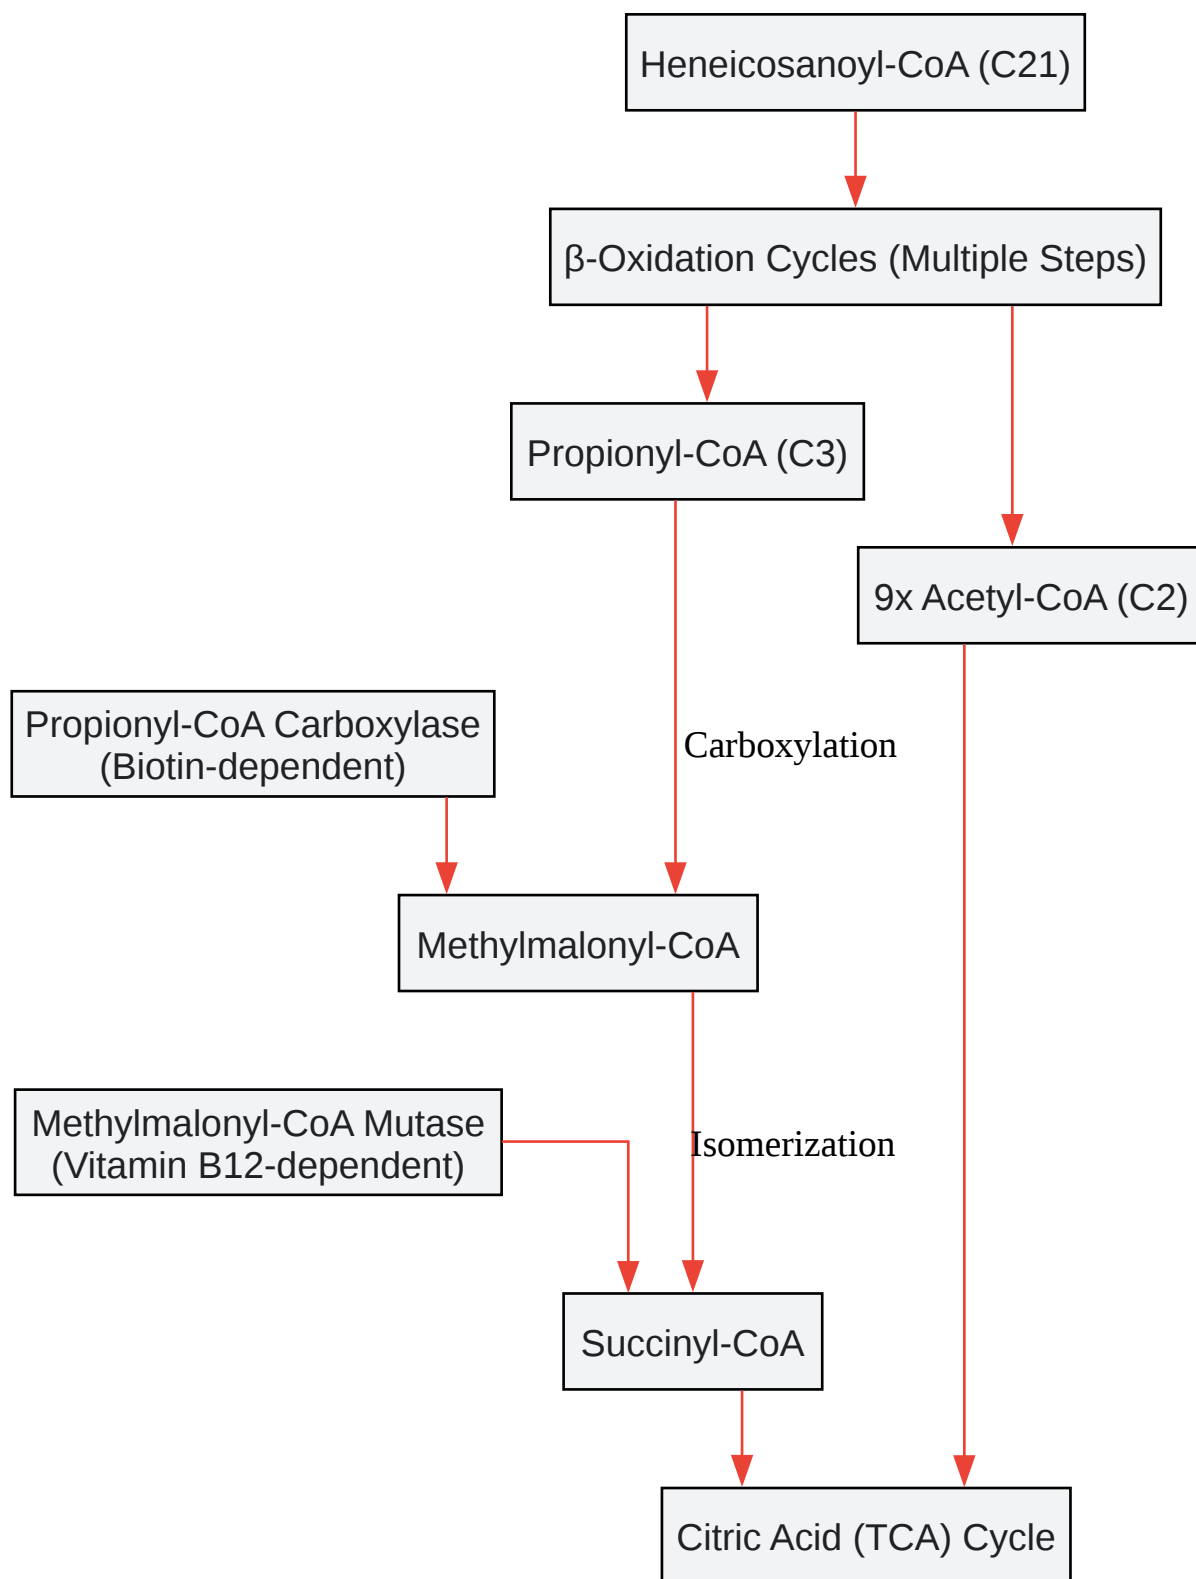 Heneicosanoyl-CoA (C21)
β-Oxidation Cycles (Multiple Steps)
Propionyl-CoA (C3)
9x Acetyl-CoA (C2)
Propionyl-CoA Carboxylase
(Biotin-dependent)
Carboxylation
Methylmalonyl-CoA
Methylmalonyl-CoA Mutase
(Vitamin B12-dependent)
Isomerization
Succinyl-CoA
Citric Acid (TCA) Cycle